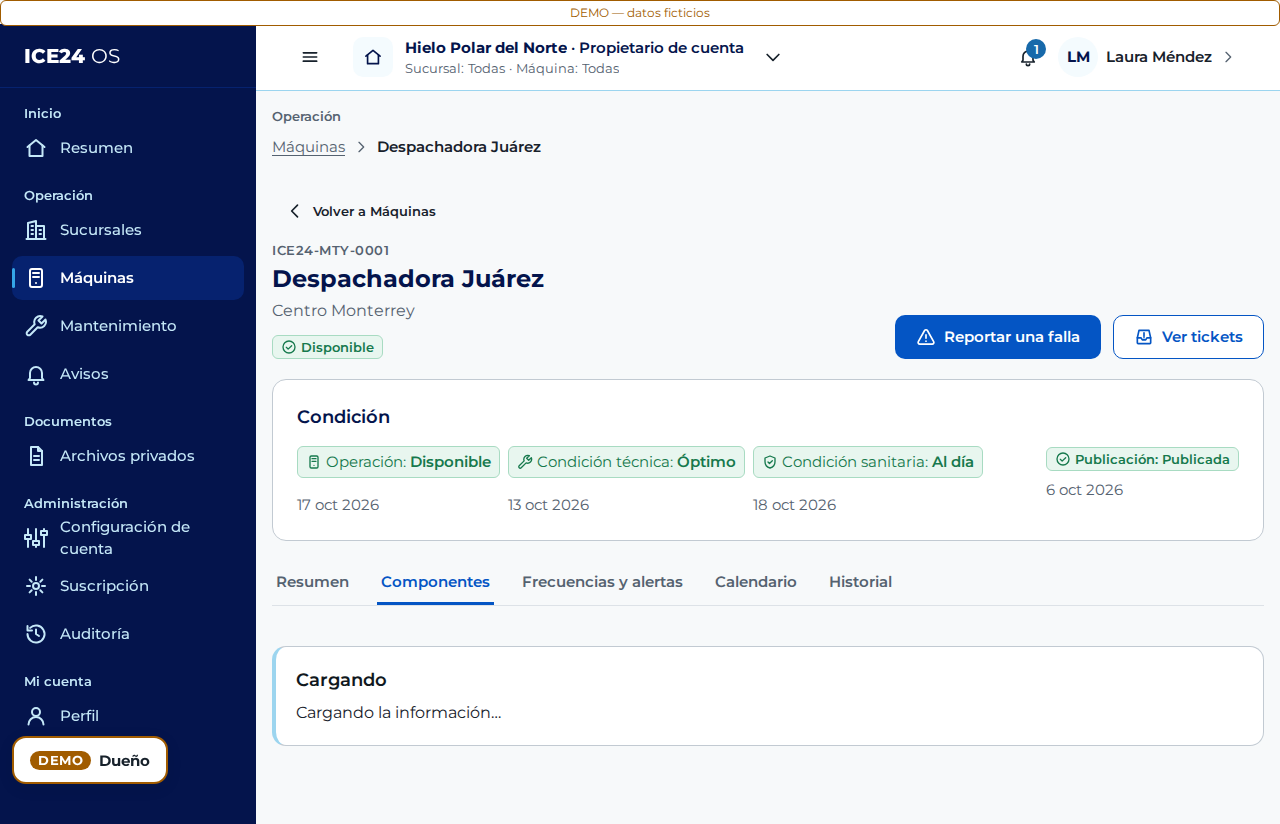 DEMO — datos ficticios
ICE24 OS
Hielo Polar del Norte · Propietario de cuenta
Sucursal: Todas · Máquina: Todas
1
LM
Laura Méndez
Inicio
Resumen
Operación
Sucursales
Máquinas
Mantenimiento
Avisos
Documentos
Archivos privados
Administración
Configuración de
cuenta
Suscripción
Auditoría
Mi cuenta
Perfil
DEMO Dueño
Operación
Máquinas > Despachadora Juárez
Volver a Máquinas
ICE24-MTY-0001
Despachadora Juárez
Centro Monterrey
Disponible
Reportar una falla
Ver tickets
Condición
Operación: Disponible
17 oct 2026
Condición técnica: Óptimo
13 oct 2026
Condición sanitaria: Al día
18 oct 2026
Publicación: Publicada
6 oct 2026
Resumen
Componentes
Frecuencias y alertas
Calendario
Historial
Cargando
Cargando la información...